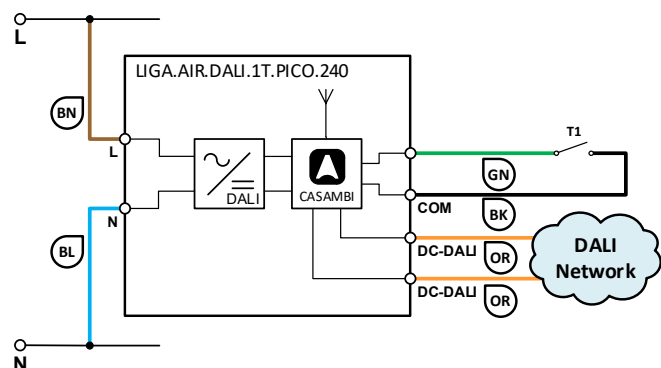 L
LIGA.AIR.DALI.1T.PICO.240
BN
L
T1
DALI
CASAMBI
GN
N
COM
BK
BL
DC-DALI
OR
DALI
Network
DC-DALI
OR
N